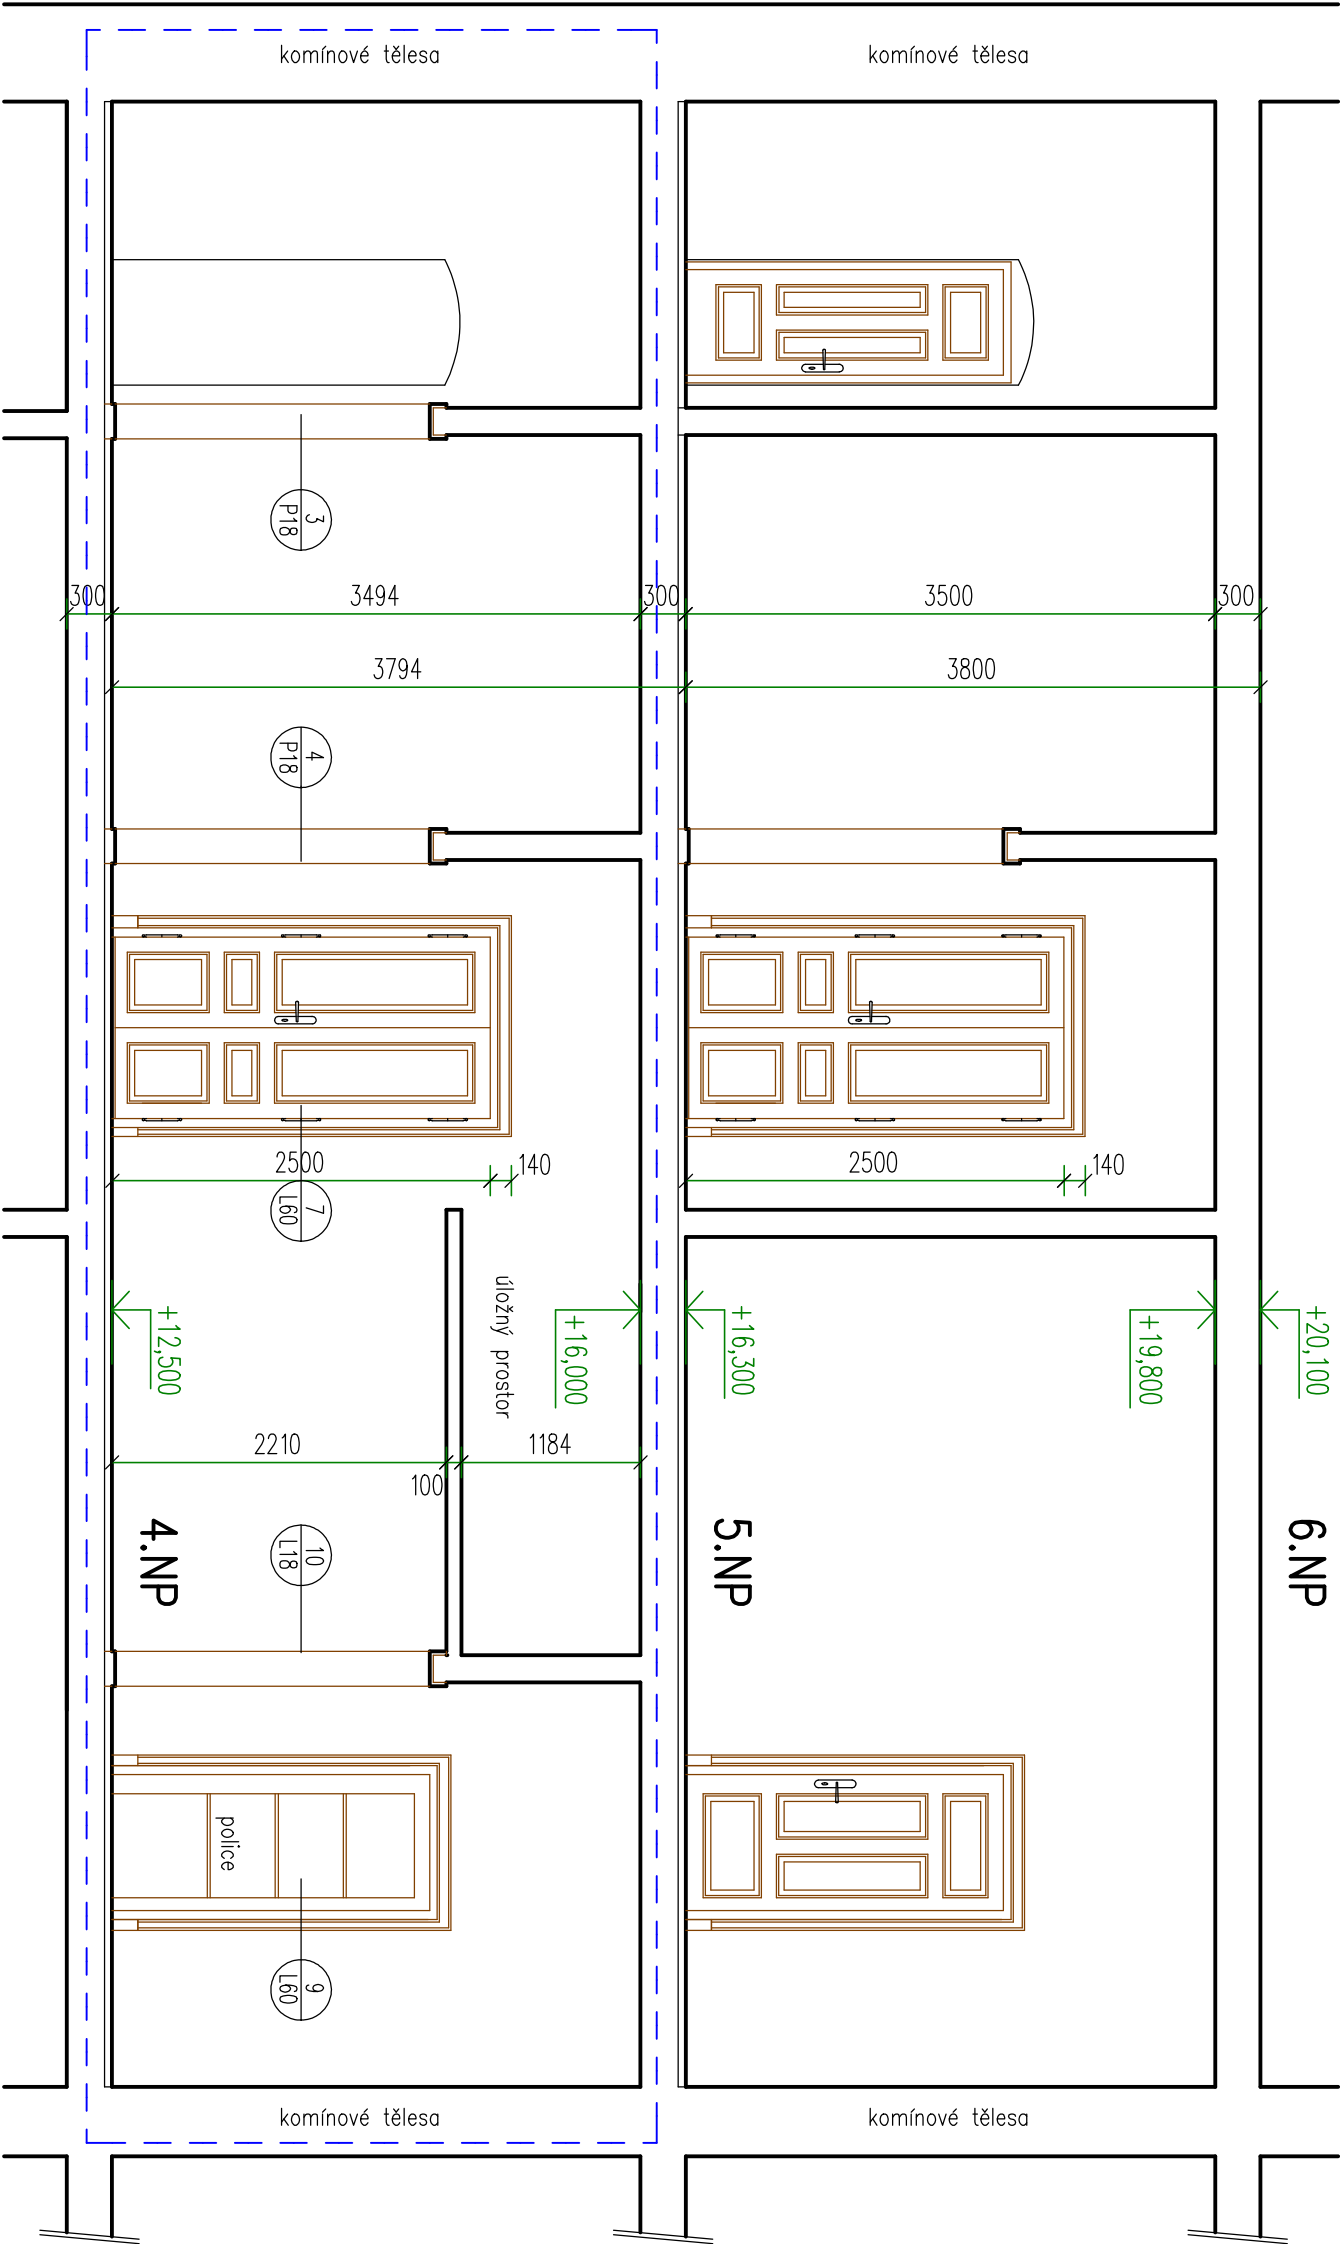 komínové tělesa
komínové tělesa
3
P18
300
3494
300
3500
300
3794
3800
4
P18
2500
140
2500
140
7
L60
úložný prostor
+12,500
+16,000
+16,300
+19,800
+20,100
2210
100
1184
4.NP
5.NP
6.NP
10
L18
police
9
L60
komínové tělesa
komínové tělesa